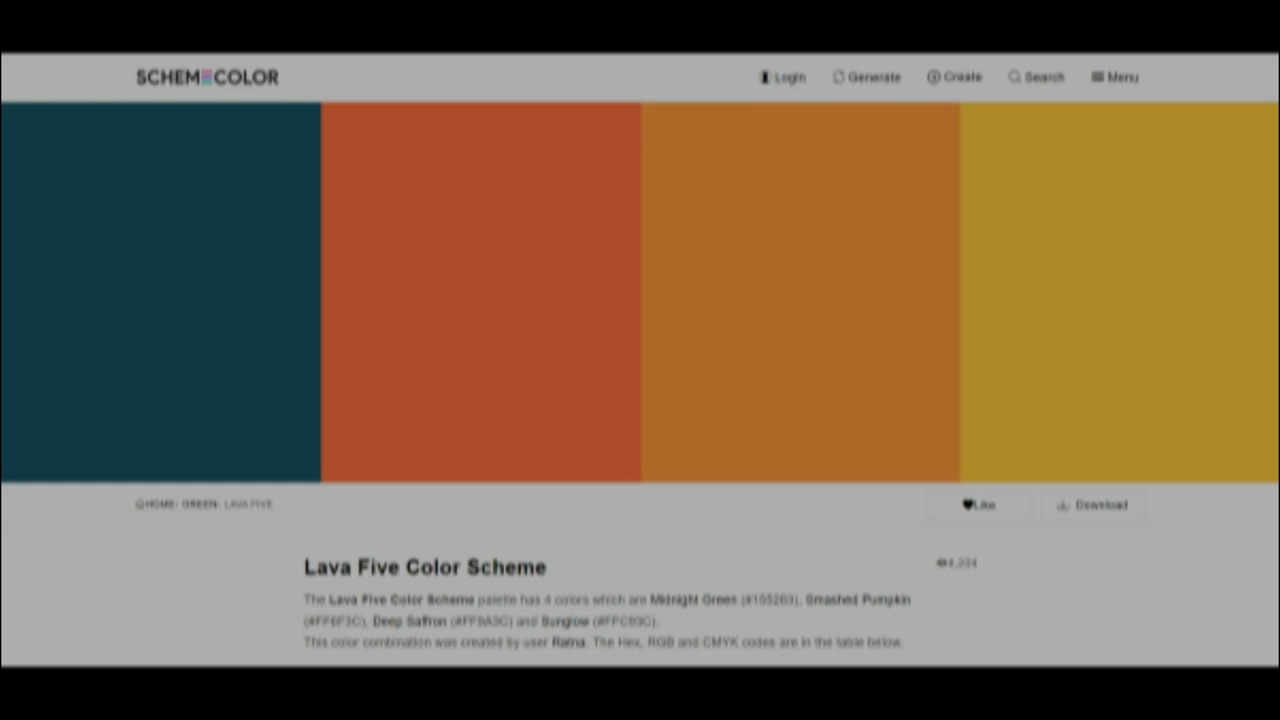 SCHEMECOLOR
Login Generate Create Search Menu
HOME › GREEN › LAVA FIVE
Like Download
Lava Five Color Scheme
The Lava Five Color Scheme palette has 4 colors which are Midnight Green (#155263), Smashed Pumpkin
(#FF6F3C), Deep Saffron (#FF9A3C) and Sunglow (#FFC93C).
This color combination was created by user Ratna. The Hex, RGB and CMYK codes are in the table below.